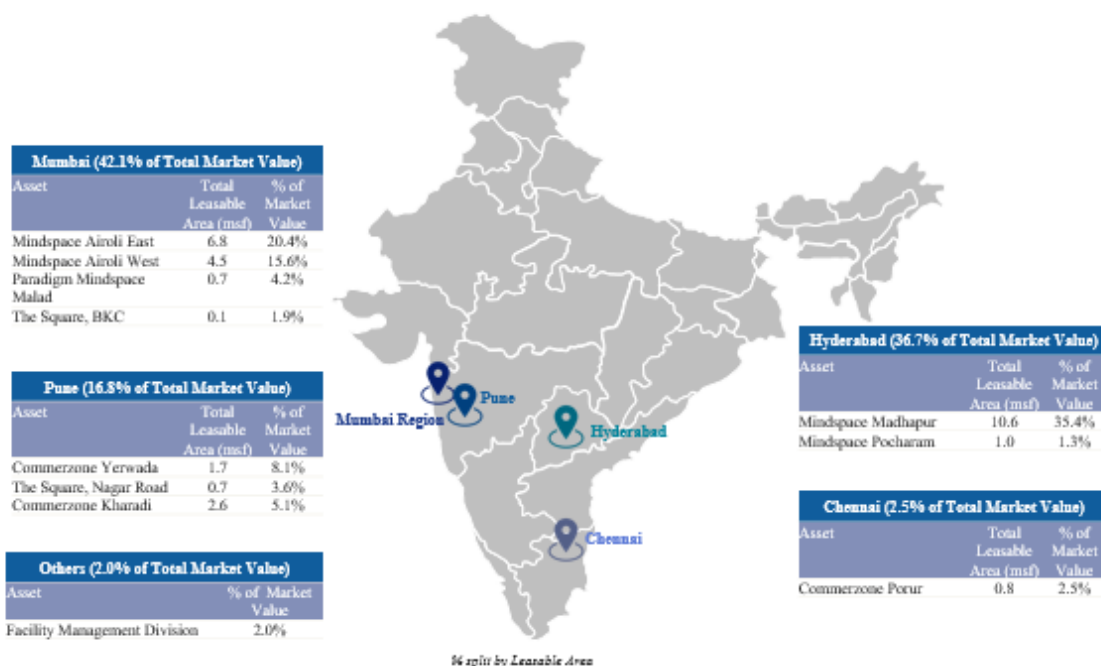 Mumbai (42.1% of Total Market Value)
Asset Total Leasable Area (msf) % of Market Value
Mindspace Airoli East 6.8 20.4%
Mindspace Airoli West 4.5 15.6%
Paradigm Mindspace Malad 0.7 4.2%
The Square, BKC 0.1 1.9%
Pune (16.8% of Total Market Value)
Asset Total Leasable Area (msf) % of Market Value
Commerzone Yerwada 1.7 8.1%
The Square, Nagar Road 0.7 3.6%
Commerzone Kharadi 2.6 5.1%
Others (2.0% of Total Market Value)
Asset % of Market Value
Facility Management Division 2.0%
Mumbai Region
Pune
Hyderabad
Chennai
Hyderabad (36.7% of Total Market Value)
Asset Total Leasable Area (msf) % of Market Value
Mindspace Madhapur 10.6 35.4%
Mindspace Pocharam 1.0 1.3%
Chennai (2.5% of Total Market Value)
Asset Total Leasable Area (msf) % of Market Value
Commerzone Porur 0.8 2.5%
% split by Leasable Area